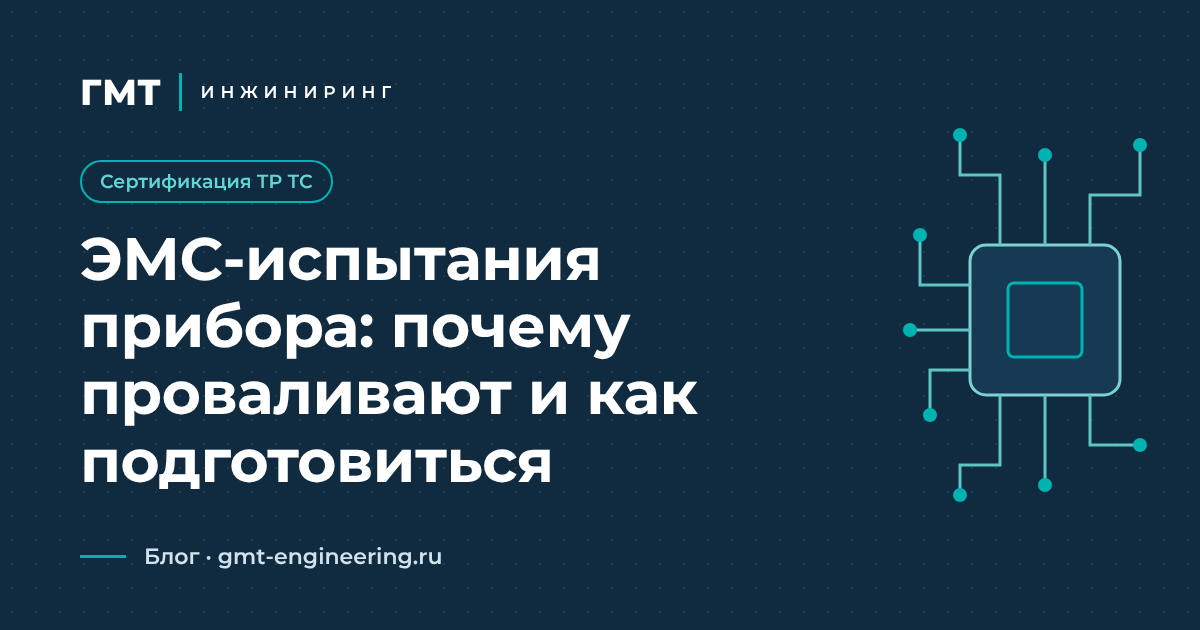 ГМТ | ИНЖИНИРИНГ
Сертификация ТР ТС
ЭМС-испытания
прибора: почему
проваливают и как
подготовиться
Блог · gmt-engineering.ru